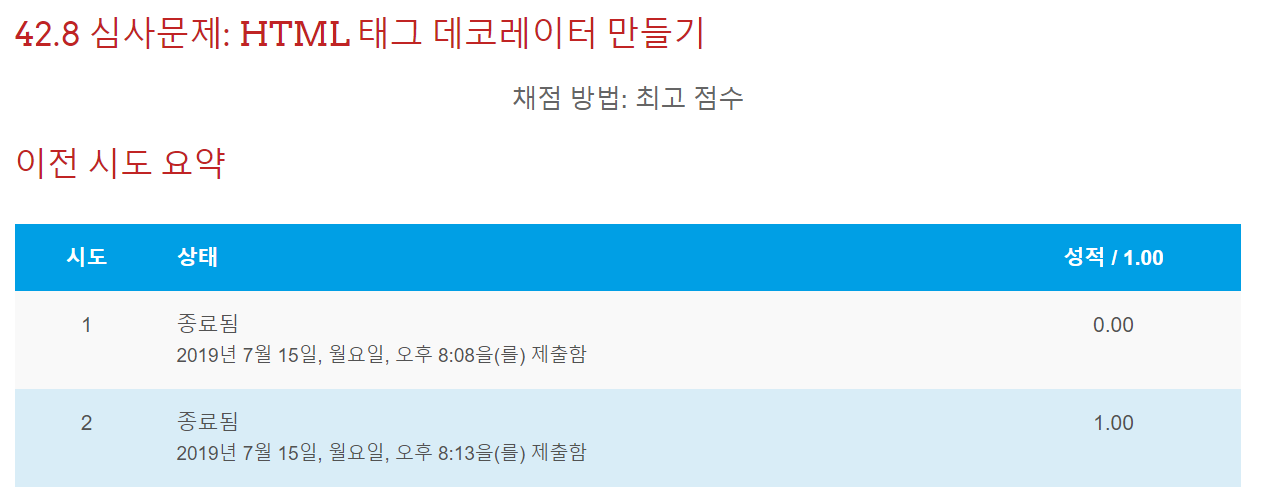 42.8 심사문제: HTML 태그 데코레이터 만들기
채점 방법: 최고 점수
이전 시도 요약
시도 상태 성적 / 1.00
1 종료됨 0.00
2019년 7월 15일, 월요일, 오후 8:08을(를) 제출함
2 종료됨 1.00
2019년 7월 15일, 월요일, 오후 8:13을(를) 제출함